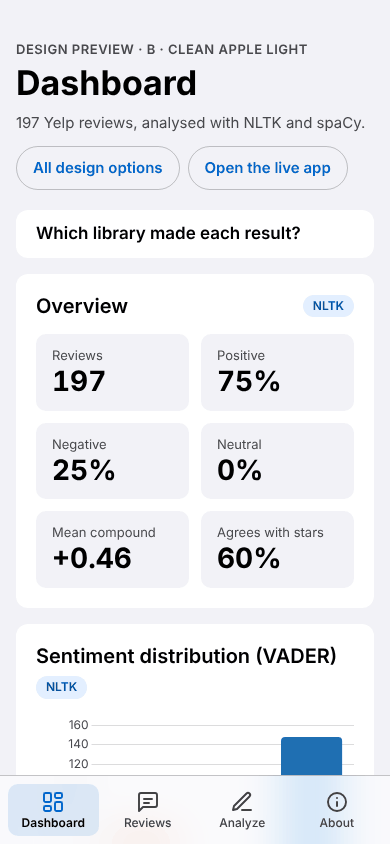 DESIGN PREVIEW · B · CLEAN APPLE LIGHT
Dashboard
197 Yelp reviews, analysed with NLTK and spaCy.
All design options
Open the live app
Which library made each result?
Overview
NLTK
Reviews
197
Positive
75%
Negative
25%
Neutral
0%
Mean compound
+0.46
Agrees with stars
60%
Sentiment distribution (VADER)
NLTK
160
140
120
Dashboard
Reviews
Analyze
About